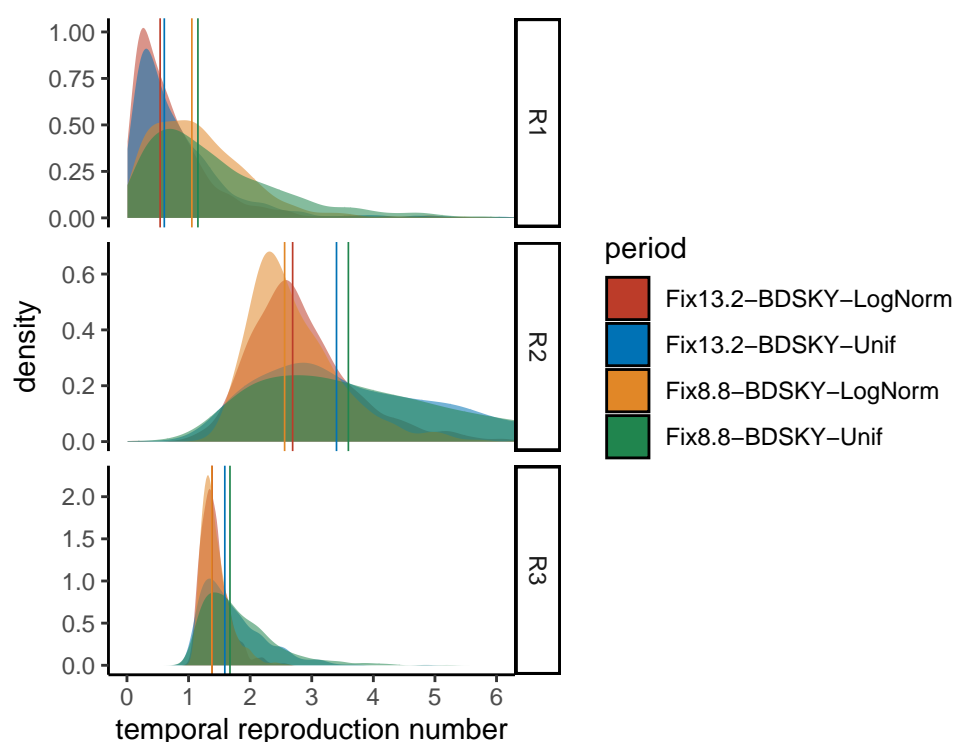 1.00
0.75
0.50
0.25
0.00
R1
0.6
0.4
0.2
0.0
R2
2.0
1.5
1.0
0.5
0.0
R3
0 1 2 3 4 5 6
temporal reproduction number
density
period
Fix13.2−BDSKY−LogNorm
Fix13.2−BDSKY−Unif
Fix8.8−BDSKY−LogNorm
Fix8.8−BDSKY−Unif